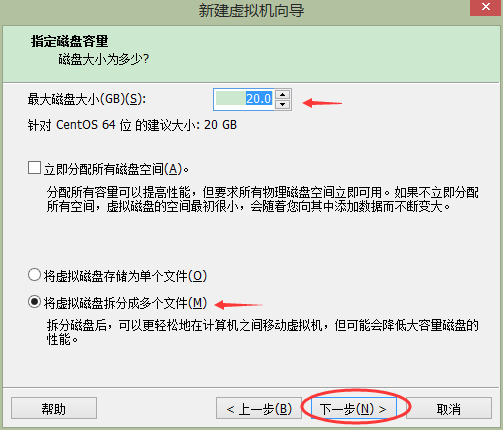 新建虚拟机向导
指定磁盘容量
磁盘大小为多少?
最大磁盘大小(GB)(S): 20.0
针对 CentOS 64 位 的建议大小: 20 GB
立即分配所有磁盘空间(A)。
分配所有容量可以提高性能，但要求所有物理磁盘空间立即可用。如果不立即分配
所有空间，虚拟磁盘的空间最初很小，会随着您向其中添加数据而不断变大。
将虚拟磁盘存储为单个文件(O)
将虚拟磁盘拆分成多个文件(M)
拆分磁盘后，可以更轻松地在计算机之间移动虚拟机，但可能会降低大容量磁盘的
性能。
帮助 < 上一步(B) 下一步(N) > 取消